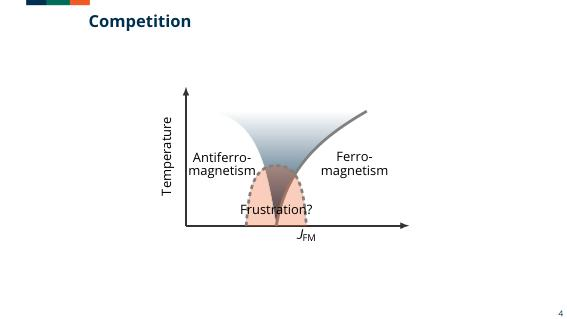 Competition
Temperature
Antiferro-
magnetism
Ferro-
magnetism
Frustration?
JFM
4